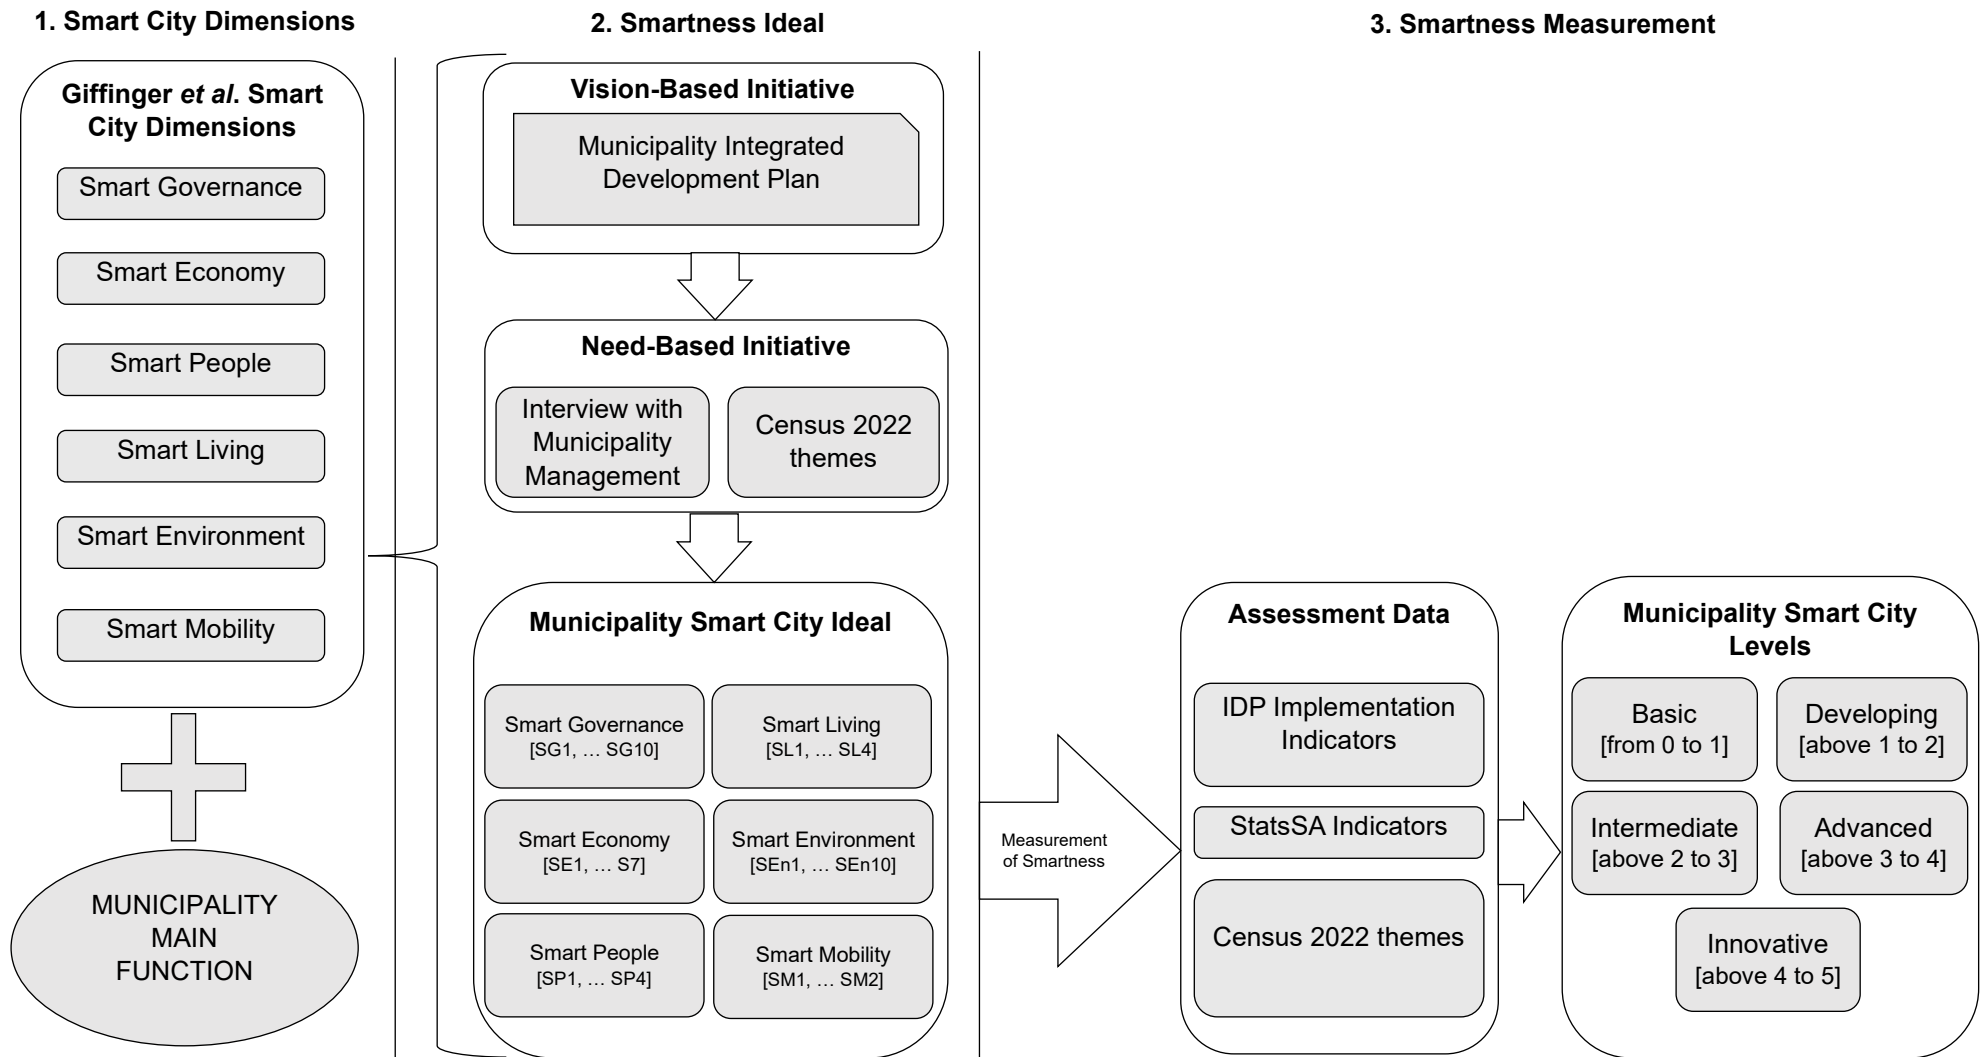 1. Smart City Dimensions
Giffinger et al. Smart
City Dimensions
Smart Governance
Smart Economy
Smart People
Smart Living
Smart Environment
Smart Mobility
MUNICIPALITY
MAIN
FUNCTION
2. Smartness Ideal
Vision-Based Initiative
Municipality Integrated
Development Plan
Need-Based Initiative
Interview with
Municipality
Management
Census 2022
themes
Municipality Smart City Ideal
Smart Governance
[SG1, … SG10]
Smart Living
[SL1, … SL4]
Smart Economy
[SE1, … S7]
Smart Environment
[SEn1, … SEn10]
Smart People
[SP1, … SP4]
Smart Mobility
[SM1, … SM2]
3. Smartness Measurement
Measurement
of Smartness
Assessment Data
IDP Implementation
Indicators
StatsSA Indicators
Census 2022 themes
Municipality Smart City
Levels
Basic
[from 0 to 1]
Developing
[above 1 to 2]
Intermediate
[above 2 to 3]
Advanced
[above 3 to 4]
Innovative
[above 4 to 5]